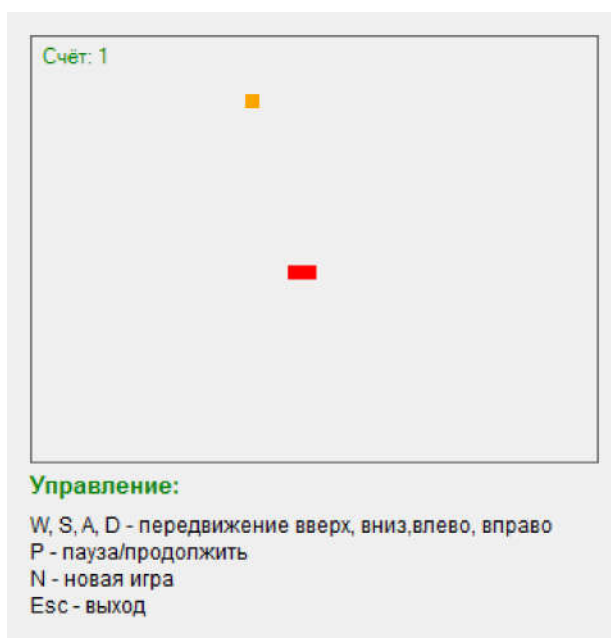 Счёт: 1
Управление:
W, S, A, D - передвижение вверх, вниз,влево, вправо
P - пауза/продолжить
N - новая игра
Esc - выход